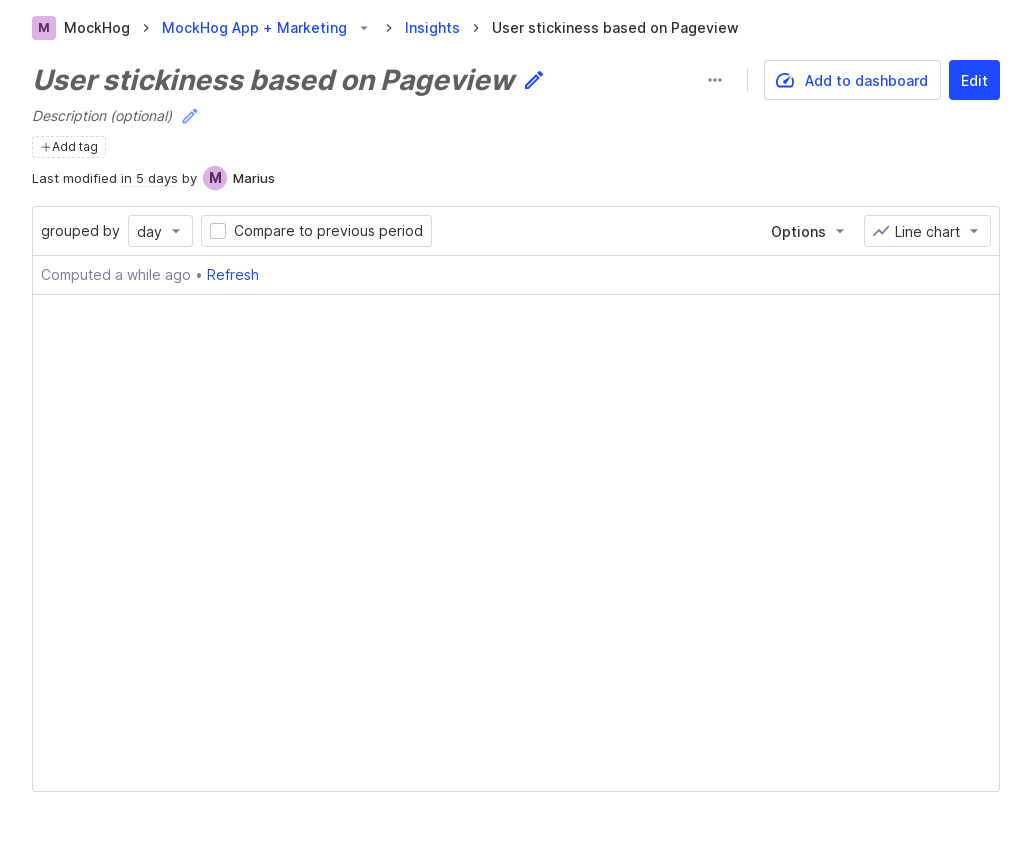 M MockHog MockHog App + Marketing Insights User stickiness based on Pageview
User stickiness based on Pageview
Add to dashboard Edit
Description (optional)
Add tag
Last modified in 5 days by M Marius
grouped by day Compare to previous period Options Line chart
Computed a while ago • Refresh